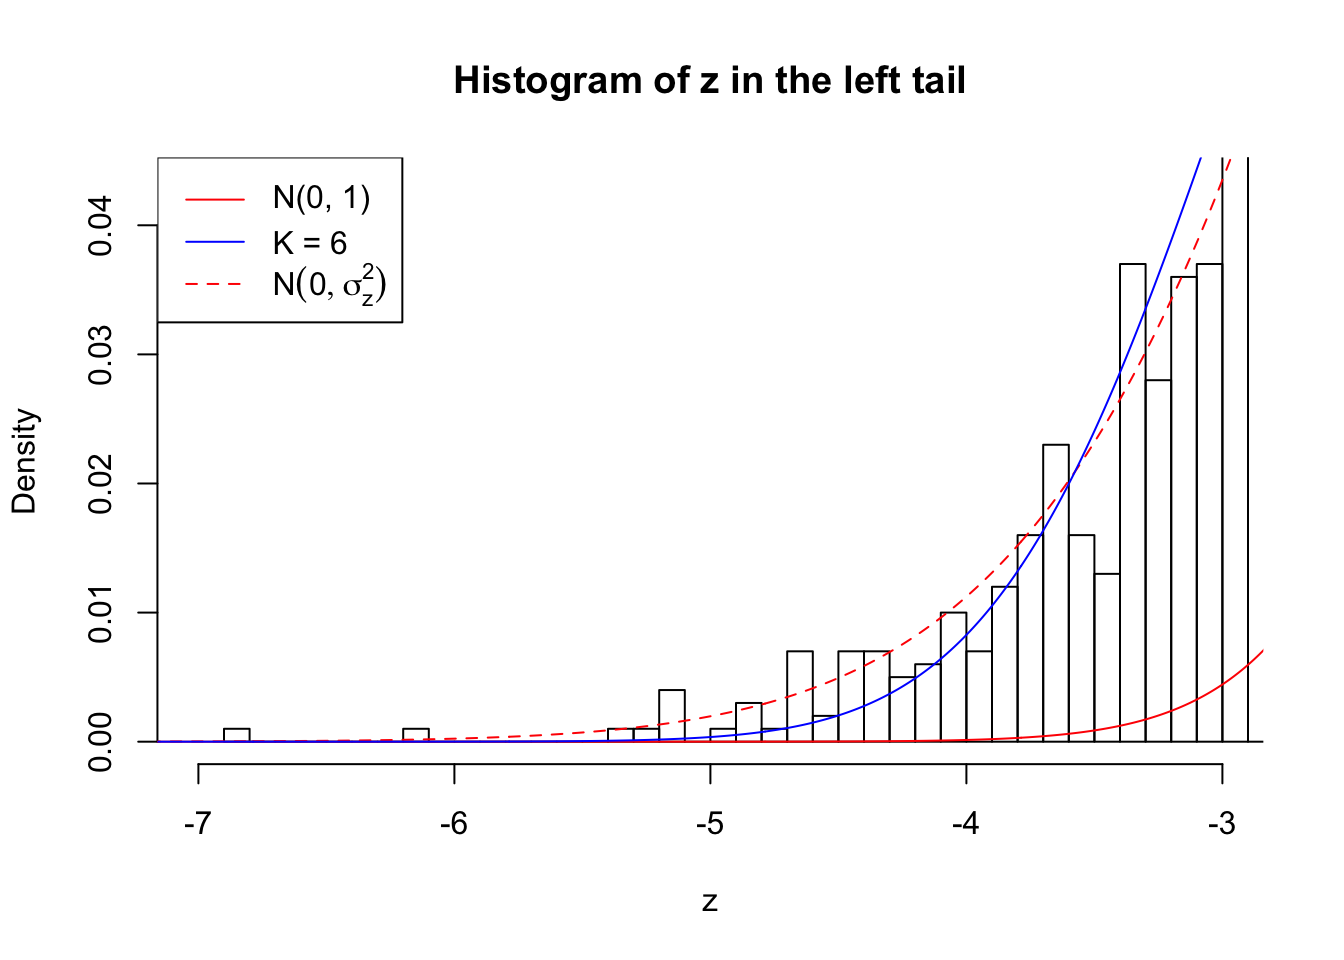 Histogram of z in the left tail
N(0, 1)
K = 6
N(0, σz²)
Density
0.04
0.03
0.02
0.01
0.00
-7 -6 -5 -4 -3
z